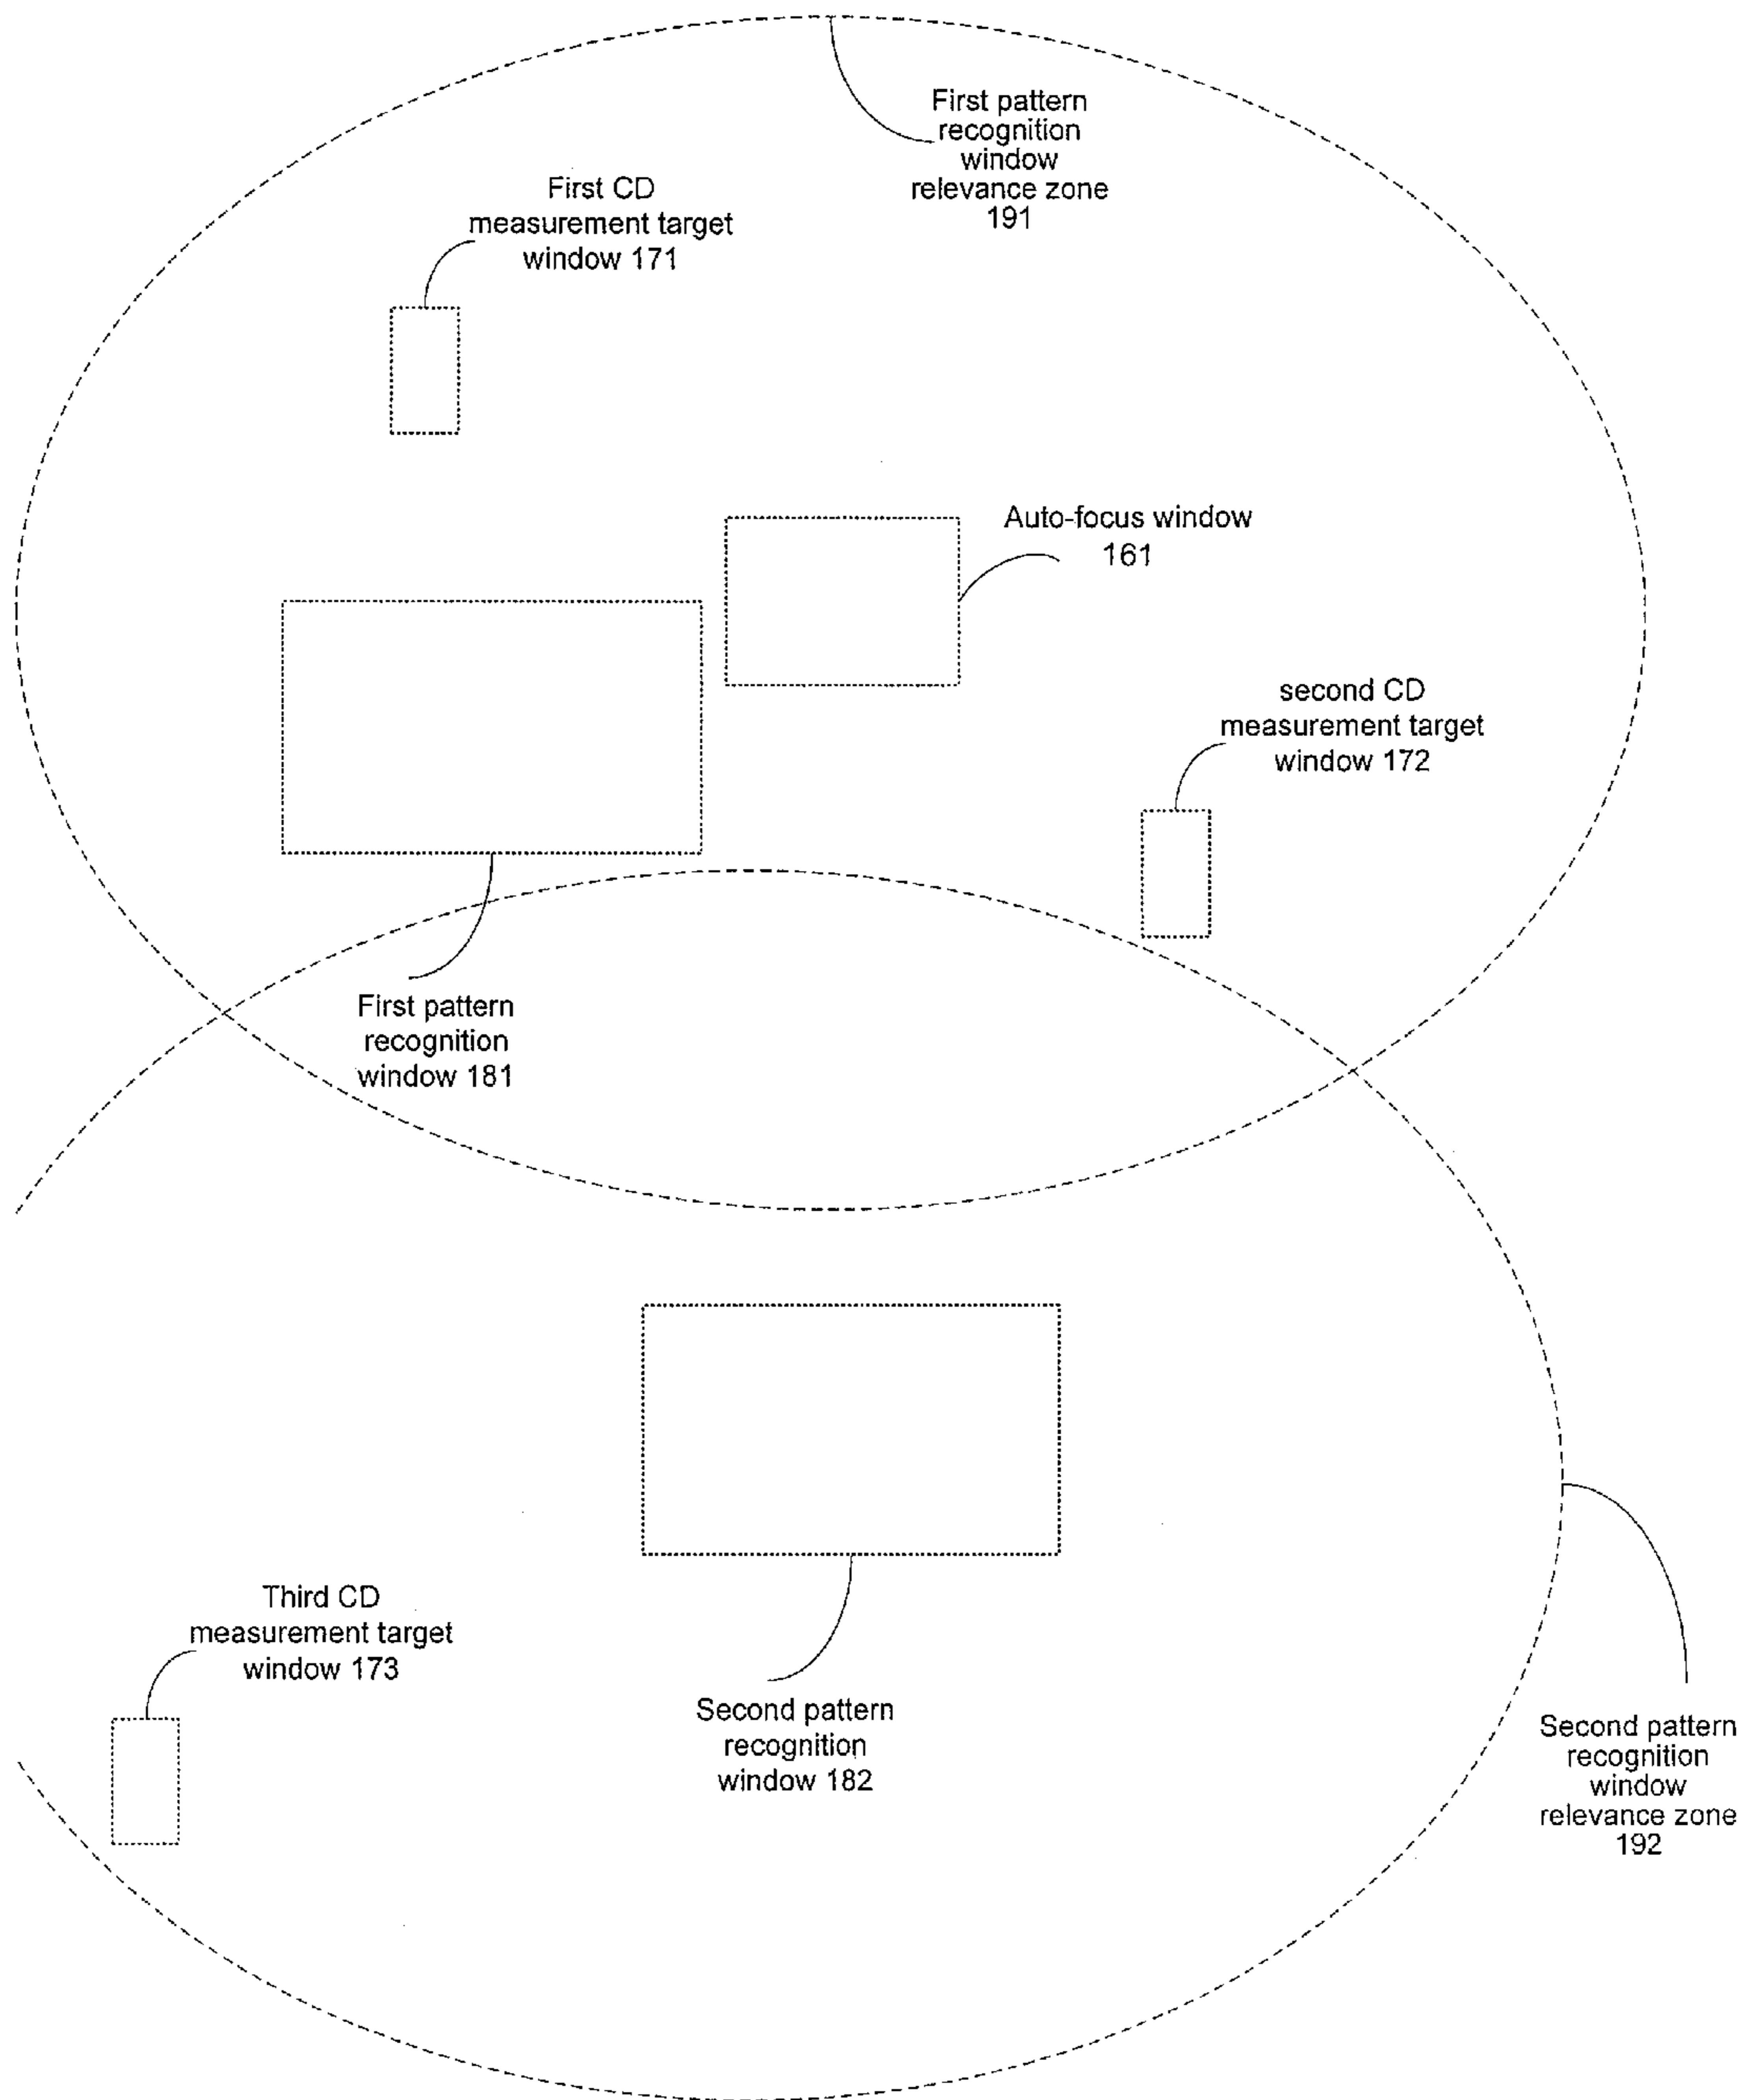 First pattern
recognition
window
relevance zone
191
First CD
measurement target
window 171
Auto-focus window
161
second CD
measurement target
window 172
First pattern
recognition
window 181
Third CD
measurement target
window 173
Second pattern
recognition
window 182
Second pattern
recognition
window
relevance zone
192